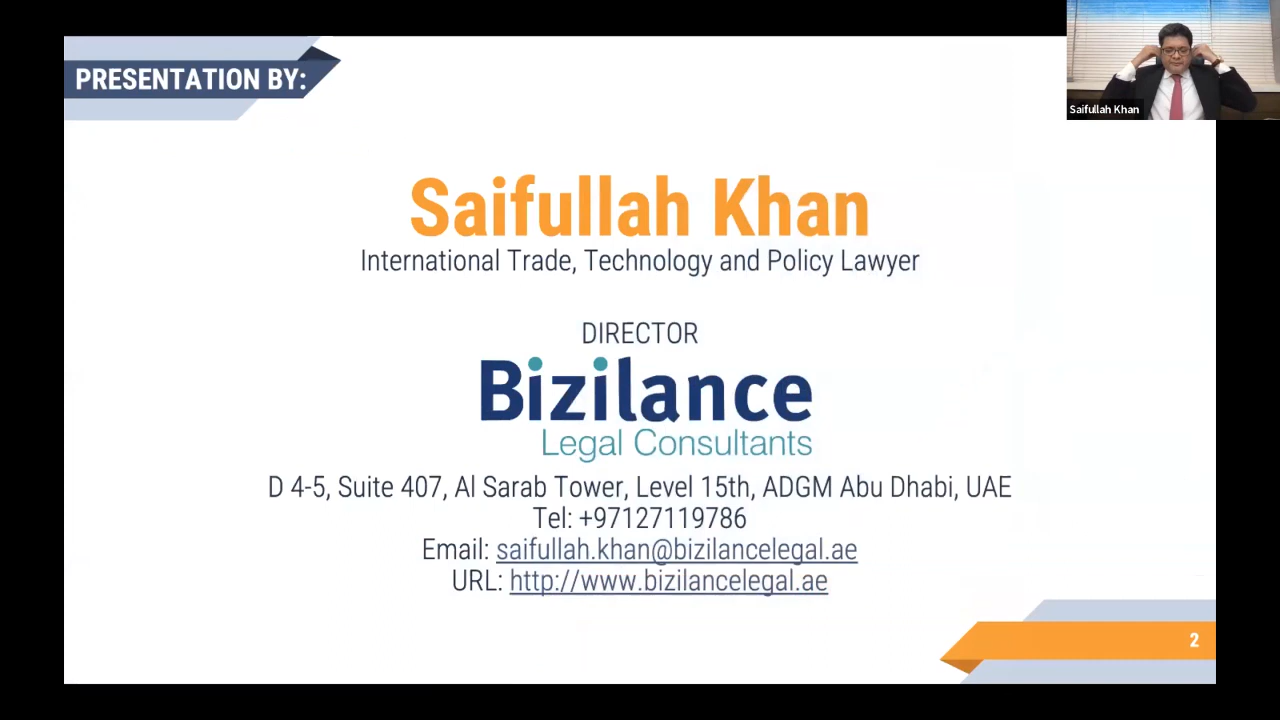 PRESENTATION BY:
Saifullah Khan
Saifullah Khan
International Trade, Technology and Policy Lawyer
DIRECTOR
Bizilance
Legal Consultants
D 4-5, Suite 407, Al Sarab Tower, Level 15th, ADGM Abu Dhabi, UAE
Tel: +97127119786
Email: saifullah.khan@bizilancelegal.ae
URL: http://www.bizilancelegal.ae
2